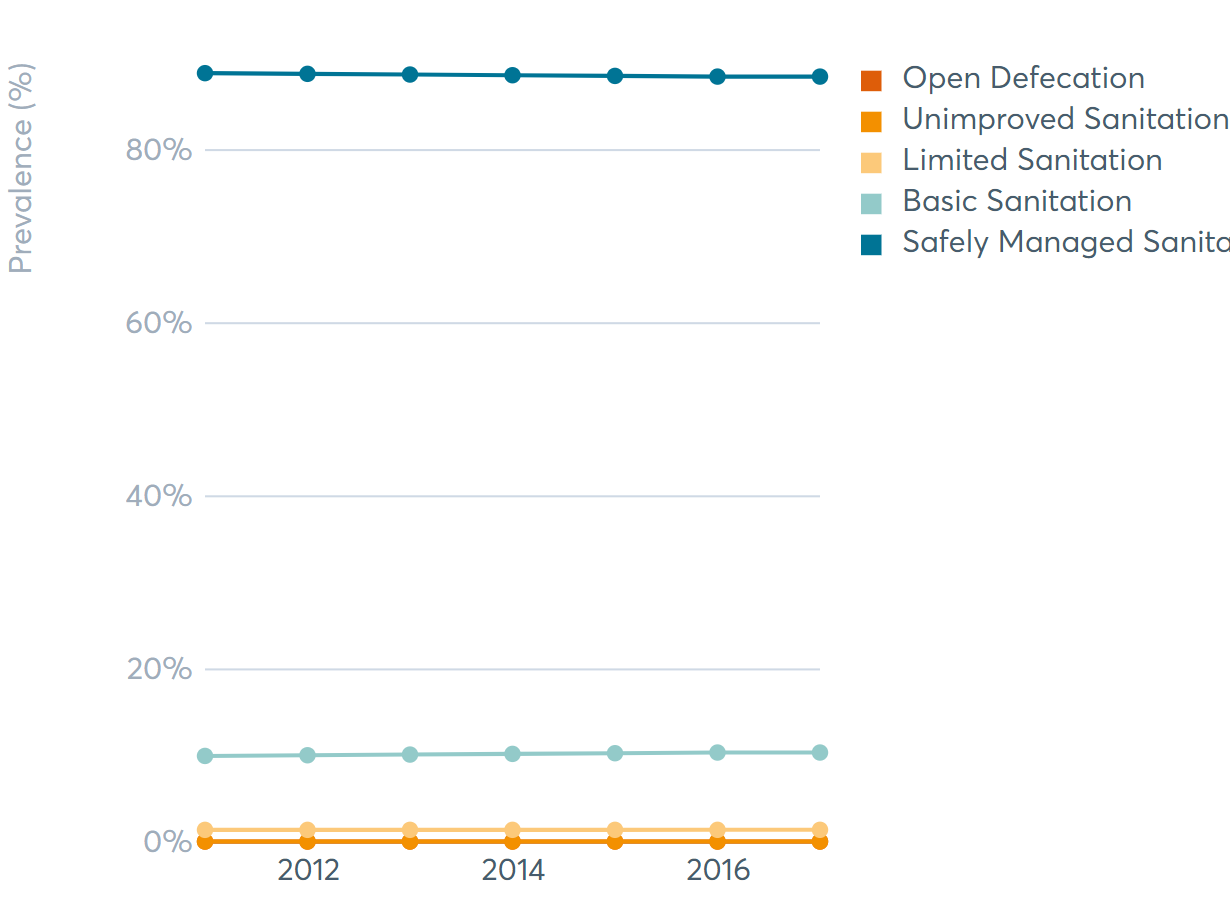 Prevalence (%)
80%
60%
40%
20%
0%
2012 2014 2016
Open Defecation
Unimproved Sanitation
Limited Sanitation
Basic Sanitation
Safely Managed Sanita